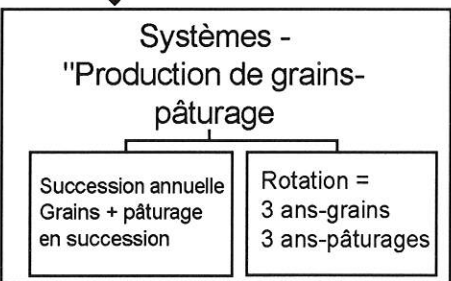 Systèmes -
"Production de grains-
pâturage
Succession annuelle
Grains + pâturage
en succession
Rotation =
3 ans-grains
3 ans-pâturages